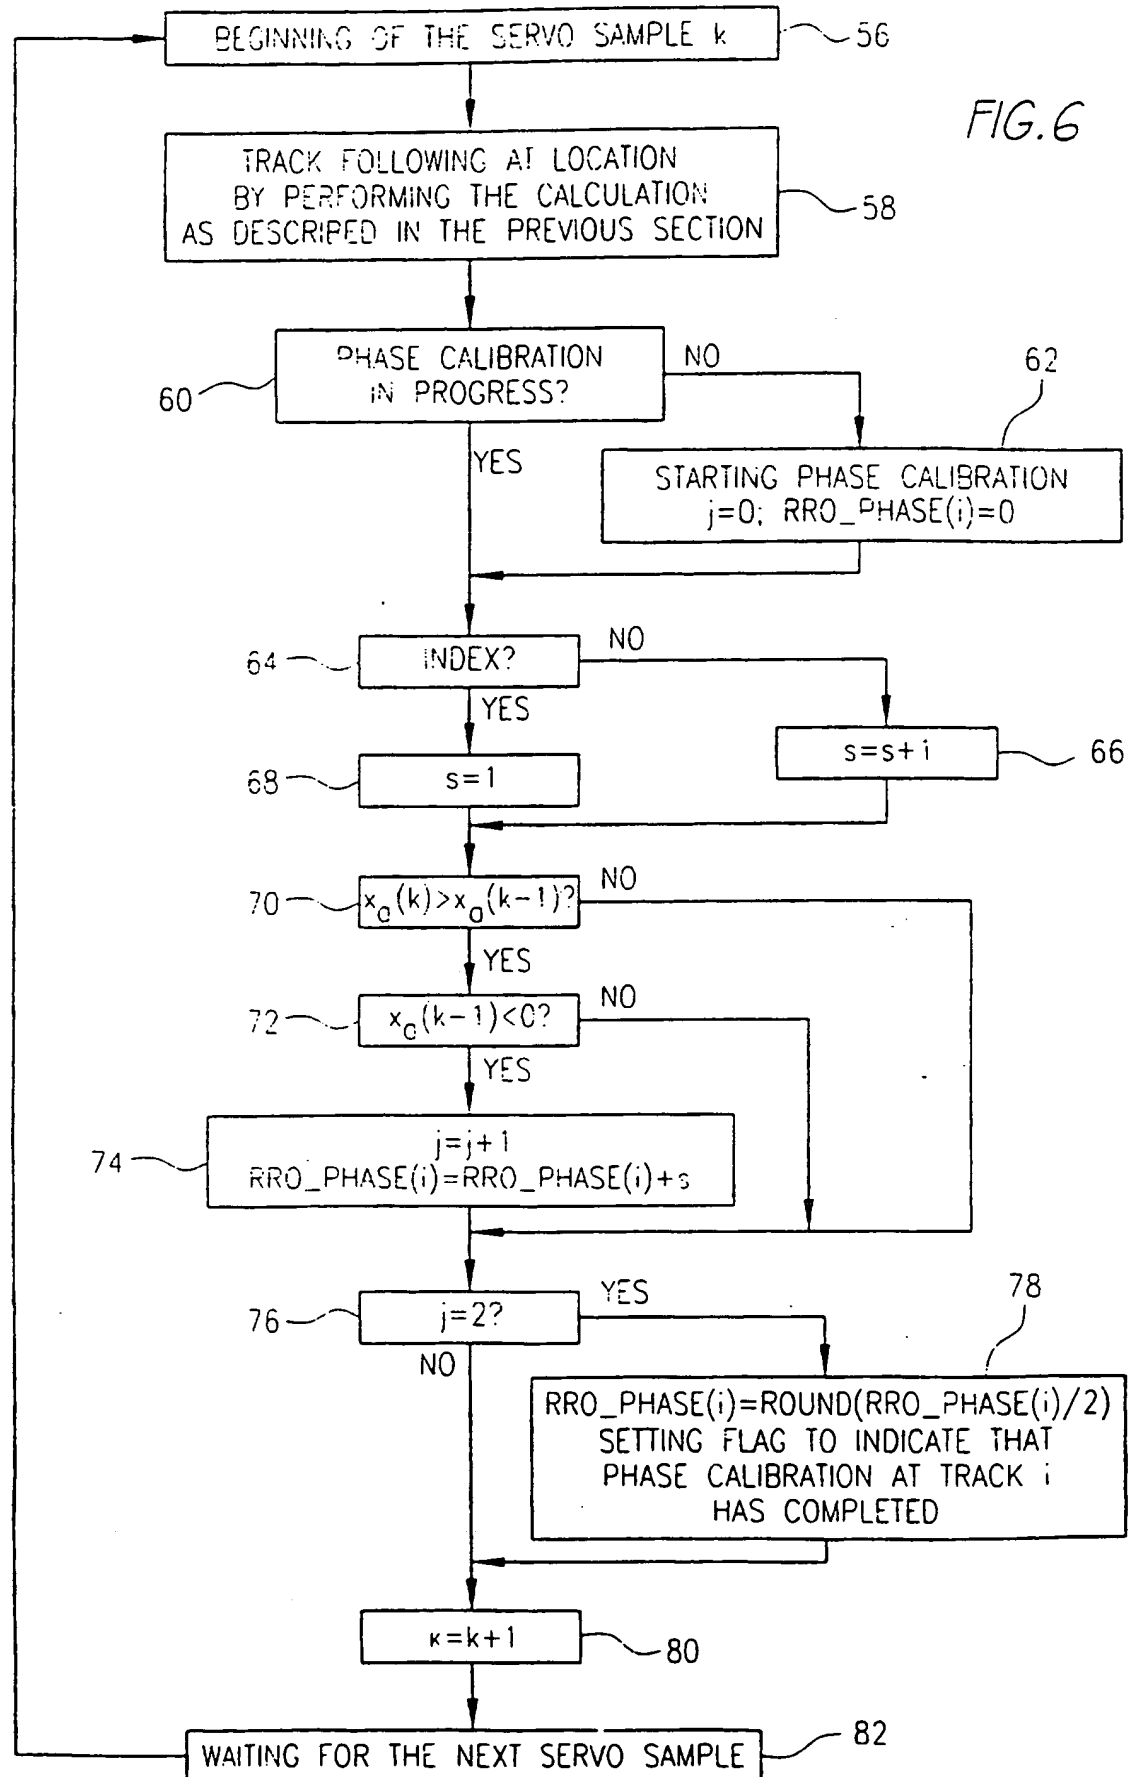 BEGINNING OF THE SERVO SAMPLE k
56
FIG.6
TRACK FOLLOWING AT LOCATION
BY PERFORMING THE CALCULATION
AS DESCRIPED IN THE PREVIOUS SECTION
58
PHASE CALIBRATION
IN PROGRESS?
60
NO
62
YES
STARTING PHASE CALIBRATION
j=0; RRO_PHASE(i)=0
64
INDEX?
NO
YES
s=s+i
66
68
s=1
70
x_a(k)>x_a(k-1)?
NO
YES
72
x_a(k-1)<0?
NO
YES
74
j=j+1
RRO_PHASE(i)=RRO_PHASE(i)+s
76
j=2?
YES
78
NO
RRO_PHASE(i)=ROUND(RRO_PHASE(i)/2)
SETTING FLAG TO INDICATE THAT
PHASE CALIBRATION AT TRACK i
HAS COMPLETED
κ=k+1
80
WAITING FOR THE NEXT SERVO SAMPLE
82